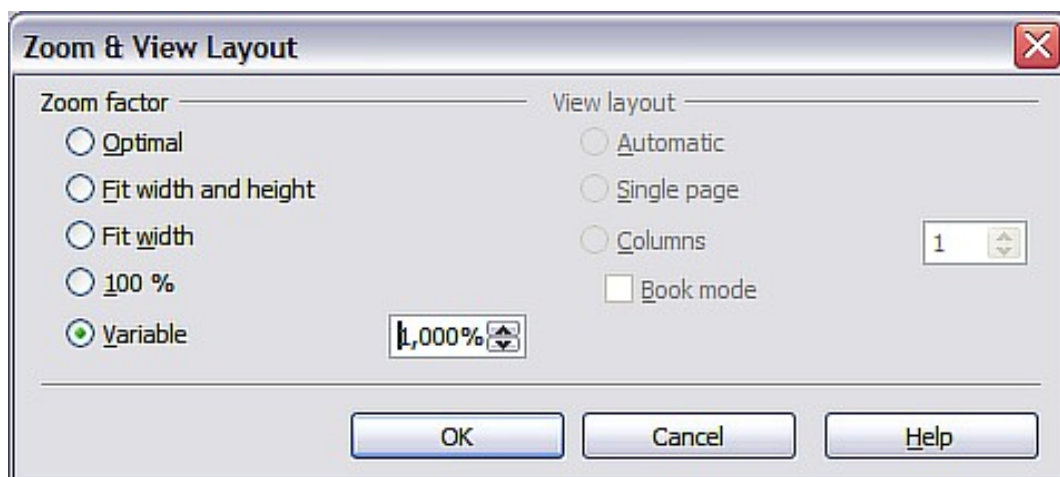 Zoom & View Layout
Zoom factor
Optimal
Fit width and height
Fit width
100 %
Variable
1,000%
View layout
Automatic
Single page
Columns
1
Book mode
OK
Cancel
Help